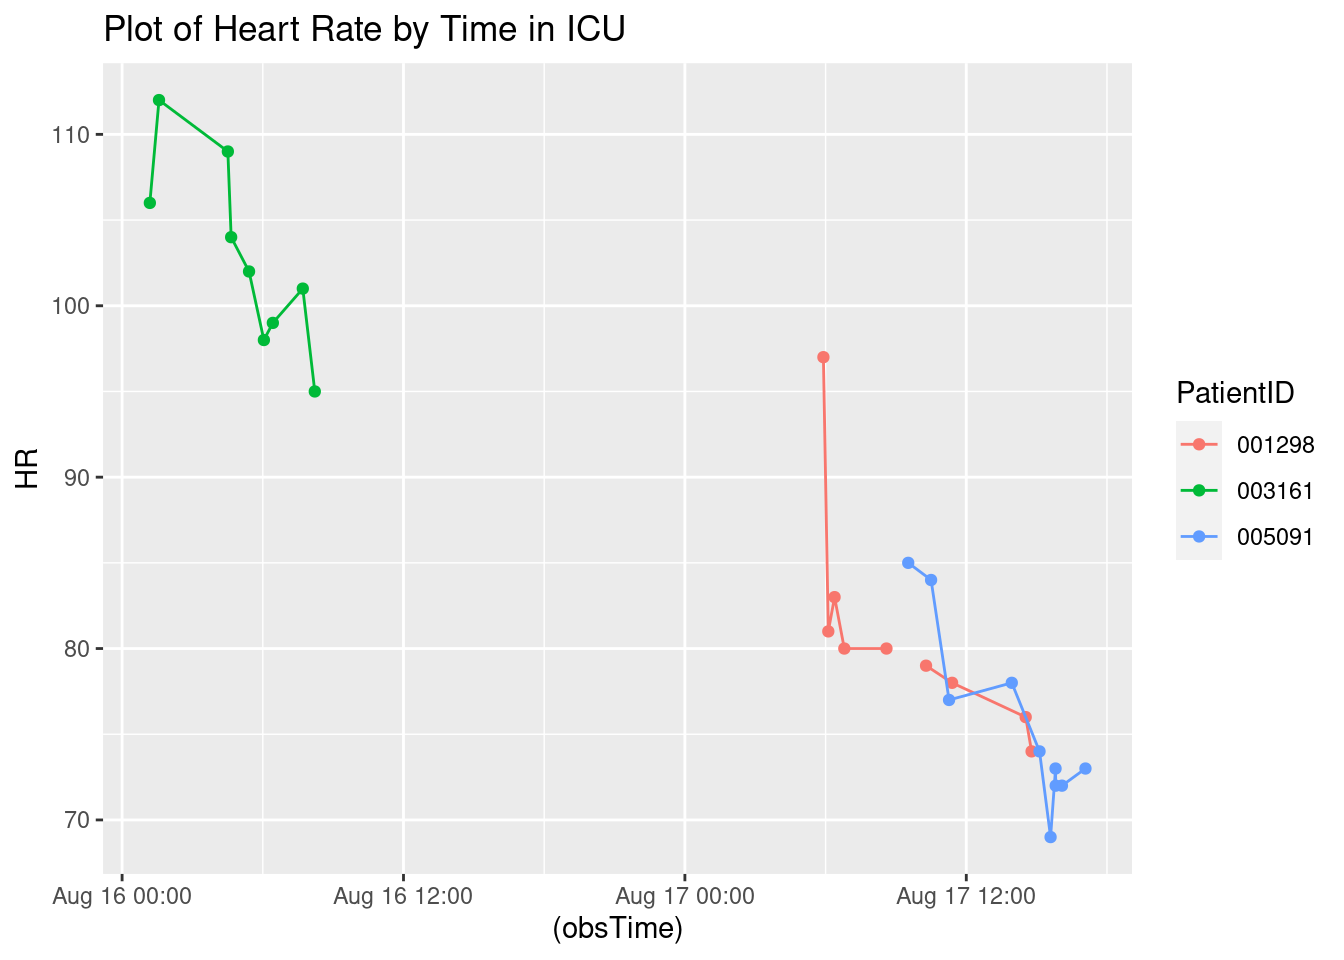 Plot of Heart Rate by Time in ICU
110
100
90
80
70
HR
Aug 16 00:00
Aug 16 12:00
Aug 17 00:00
Aug 17 12:00
(obsTime)
PatientID
001298
003161
005091